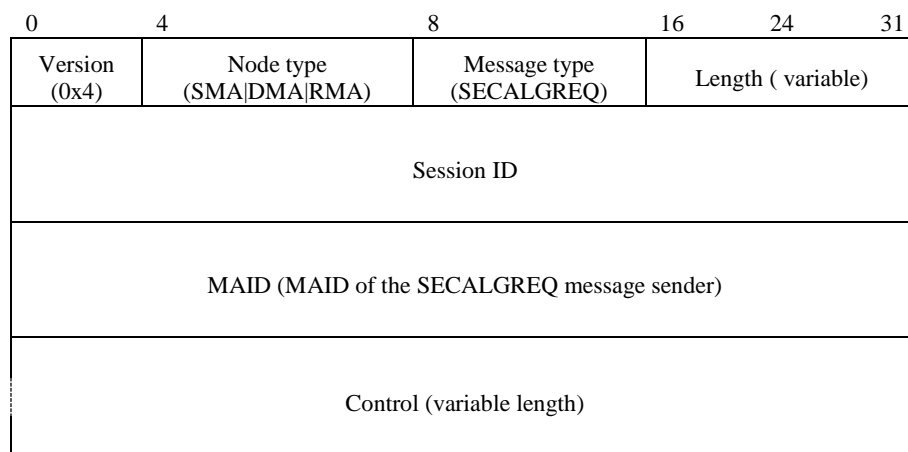 0 4 8 16 24 31
Version
(0x4)
Node type
(SMA|DMA|RMA)
Message type
(SECALGREQ)
Length ( variable)
Session ID
MAID (MAID of the SECALGREQ message sender)
Control (variable length)